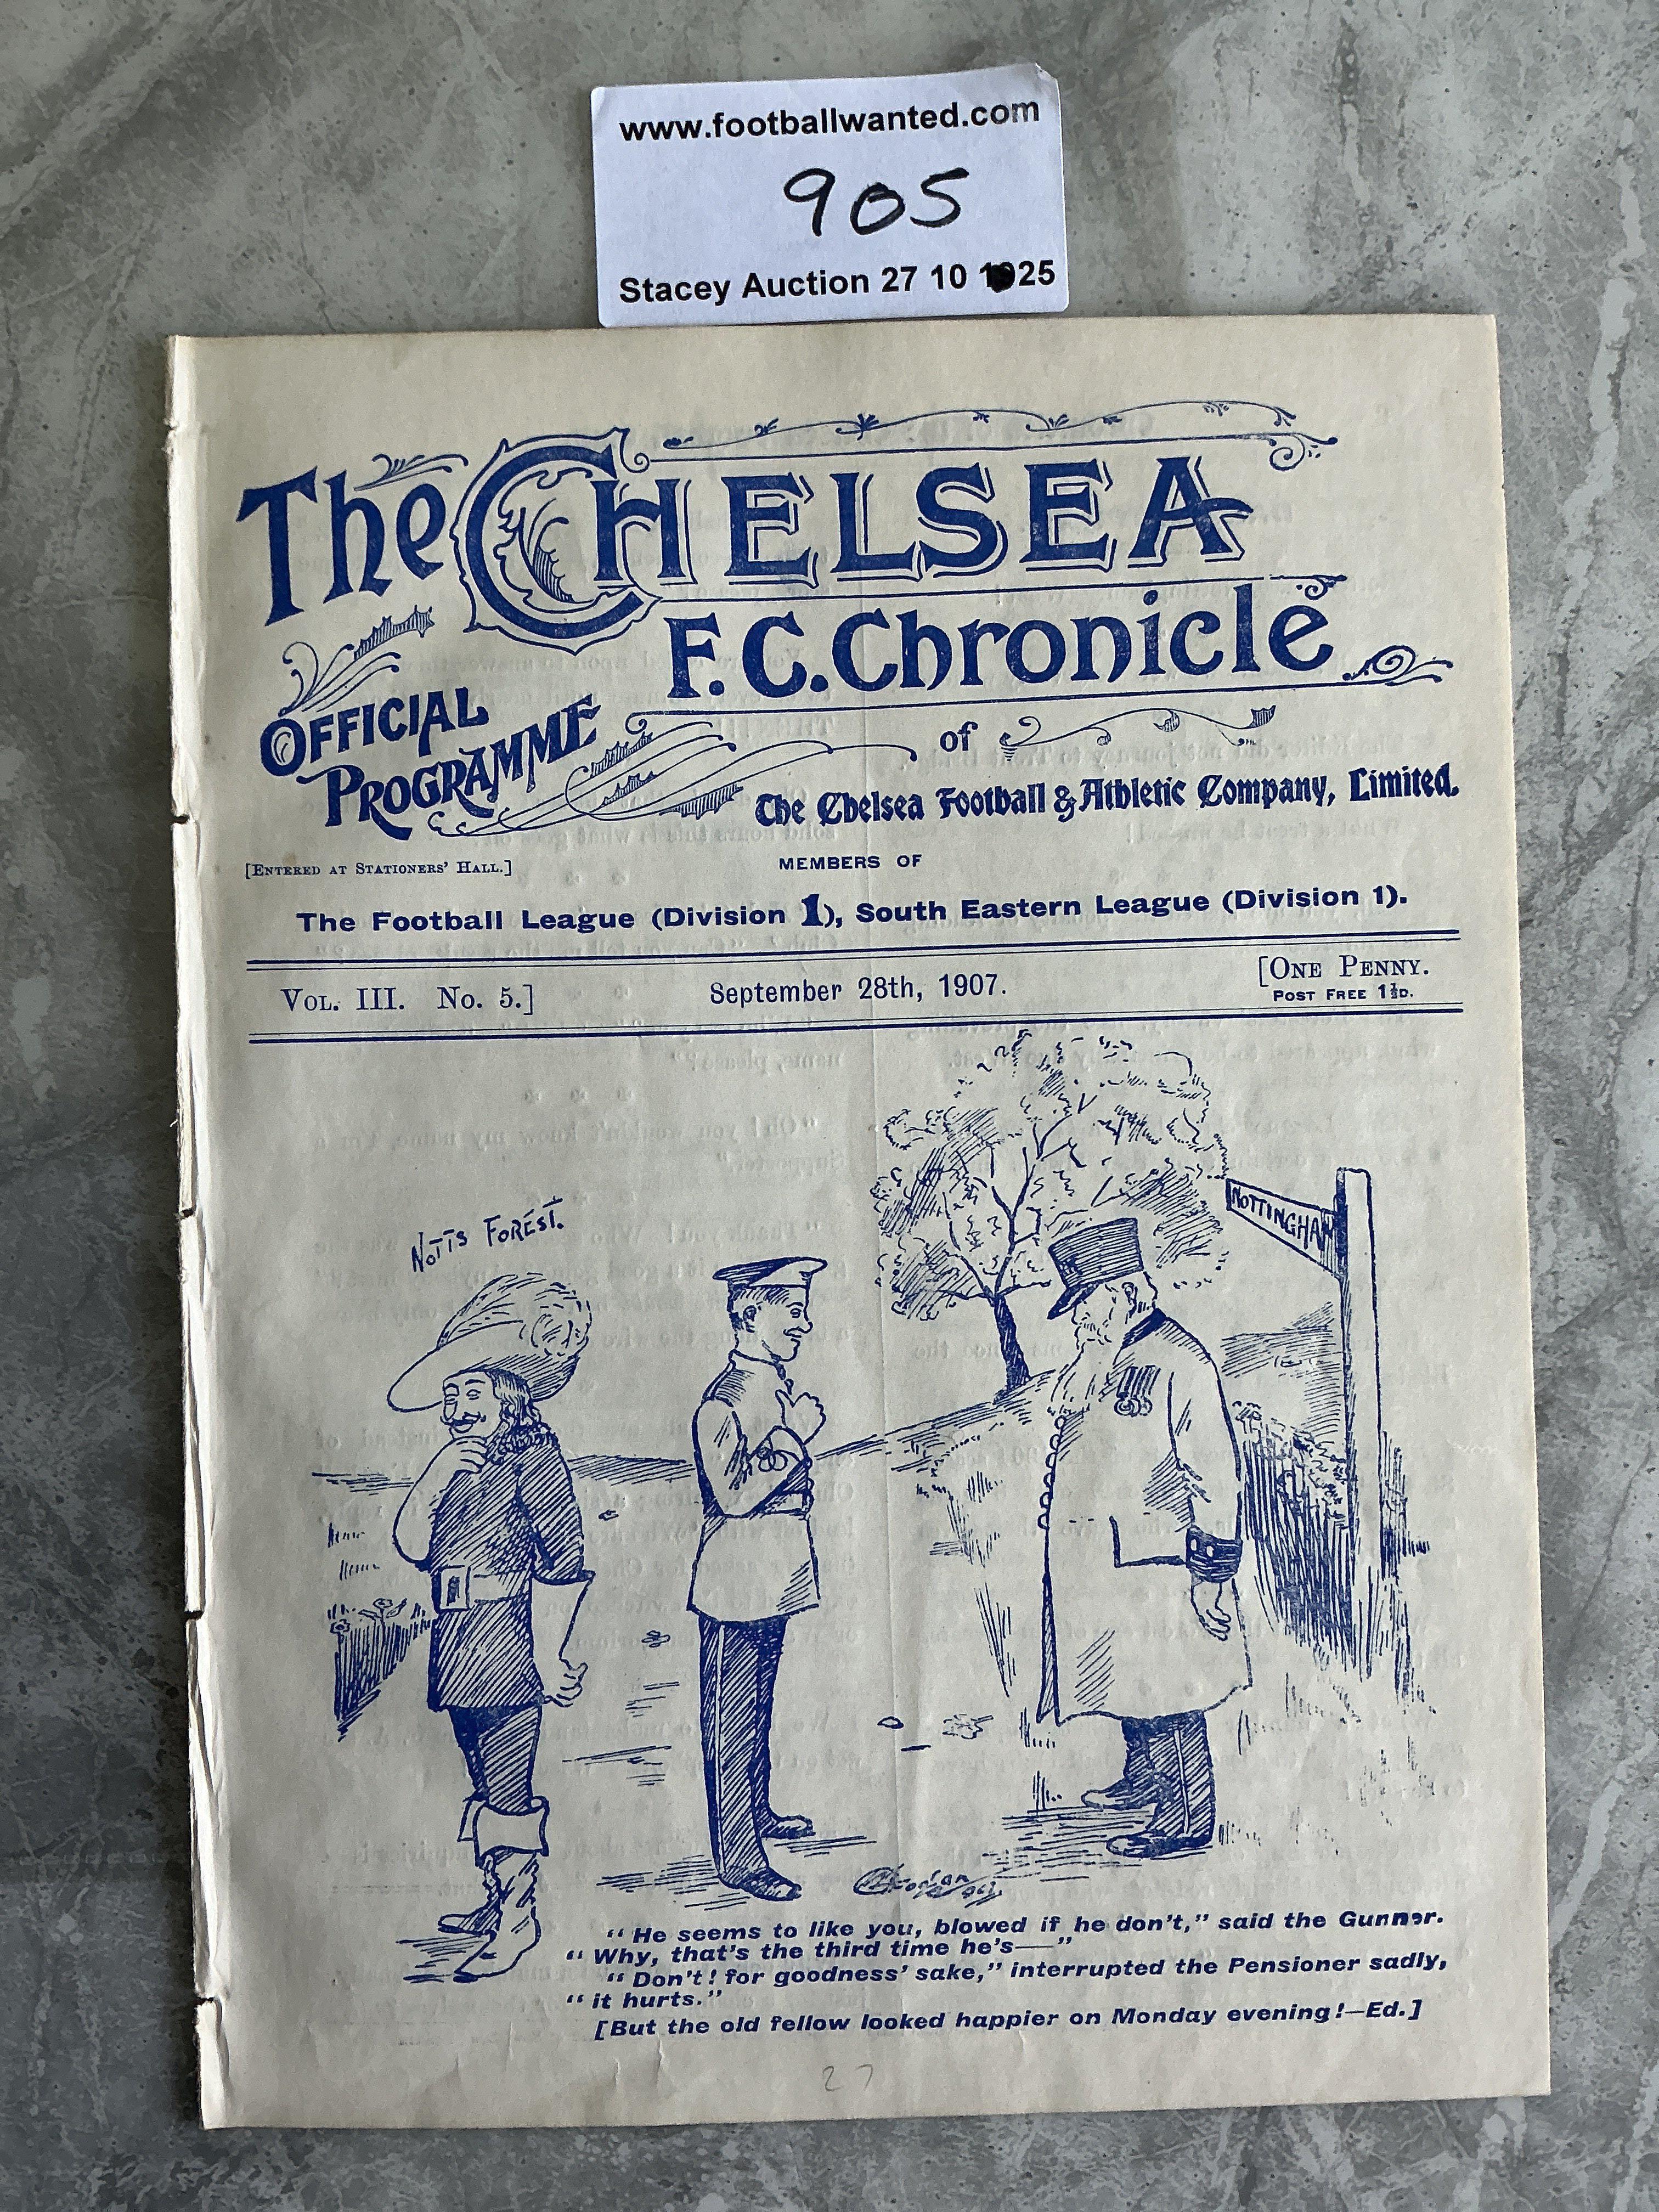 www.footballwanted.com
905
Stacey Auction 27 10 1925
The CHELSEA
F.C. Chronicle
OFFICIAL
PROGRAMME
of
The Chelsea Football & Athletic Company, Limited.
[ENTERED AT STATIONERS' HALL.]
MEMBERS OF
The Football League (Division 1), South Eastern League (Division 1).
VOL. III. No. 5.]
September 28th, 1907.
[ONE PENNY.
POST FREE 1½D.
NOTTS FOREST.
NOTTINGHAM
"He seems to like you, blowed if he don't," said the Gunner.
"Why, that's the third time he's—"
"Don't! for goodness' sake," interrupted the Pensioner sadly,
"it hurts."
[But the old fellow looked happier on Monday evening!—Ed.]
27